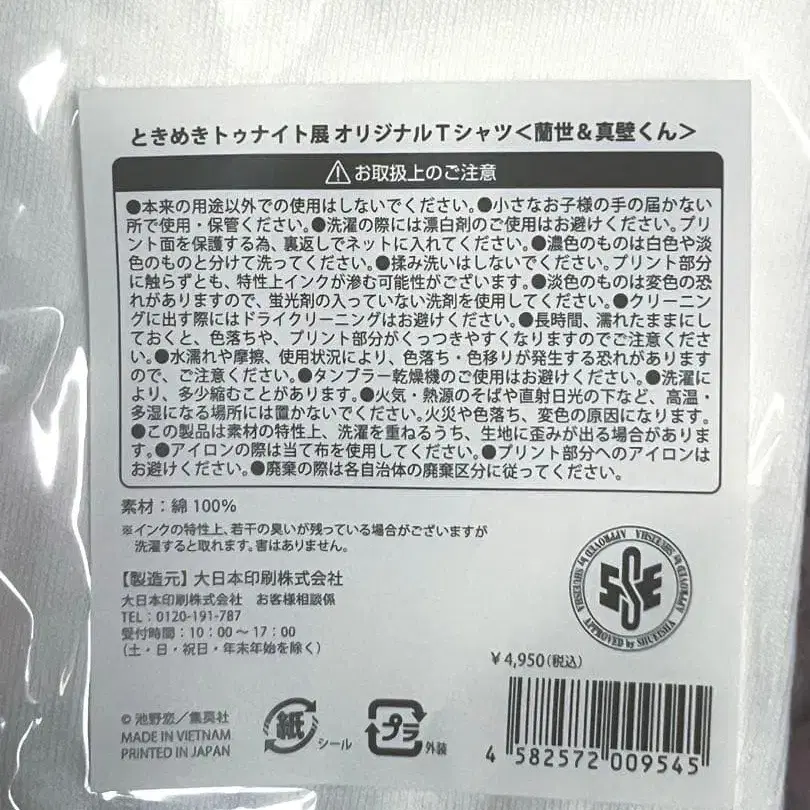 ときめきトゥナイト展 オリジナルTシャツ＜蘭世＆真壁くん＞
お取扱上のご注意
●本来の用途以外での使用はしないでください。●小さなお子様の手の届かない
所で使用・保管ください。●洗濯の際には漂白剤のご使用はお避けください。プリ
ント面を保護する為、裏返しでネットに入れてください。●濃色のものは白色や淡
色のものと分けて洗ってください。●揉み洗いはしないでください。プリント部分
に触らずとも、特性上インクが滲む可能性がございます。●淡色のものは変色の恐
れがありますので、蛍光剤の入っていない洗剤を使用してください。●クリーニン
グに出す際にはドライクリーニングはお避けください。●長時間、濡れたままにし
ておくと、色落ちや、プリント部分がくっつきやすくなりますのでご注意くださ
い。●水濡れや摩擦、使用状況により、色落ち・色移りが発生する恐れがあります
ので、ご注意ください。●タンブラー乾燥機のご使用はお避けください。●洗濯に
より、多少縮むことがあります。●火気・熱源のそばや直射日光の下など、高温・
多湿になる場所には置かないでください。火災や色落ち、変色の原因になります。
●この製品は素材の特性上、洗濯を重ねるうち、生地に歪みが出る場合がありま
す。●アイロンの際は当て布を使用してください。●プリント部分へのアイロンは
お避けください。●廃棄の際は各自治体の廃棄区分に従ってください。
素材：綿 100%
※インクの特性上、若干の臭いが残っている場合がございますが
洗濯すると取れます。害はありません。
【製造元】大日本印刷株式会社
大日本印刷株式会社 お客様相談係
TEL：0120-191-787
受付時間：10：00～17：00
（土・日・祝日・年末年始を除く）
APPROVED by SHUEISHA APPROVED by SHUEISHA APPROVED by SHUEISHA
SSE
￥4,950（税込）
© 池野恋／集英社
MADE IN VIETNAM
PRINTED IN JAPAN
紙
シール
プラ
外装
4 582572 009545